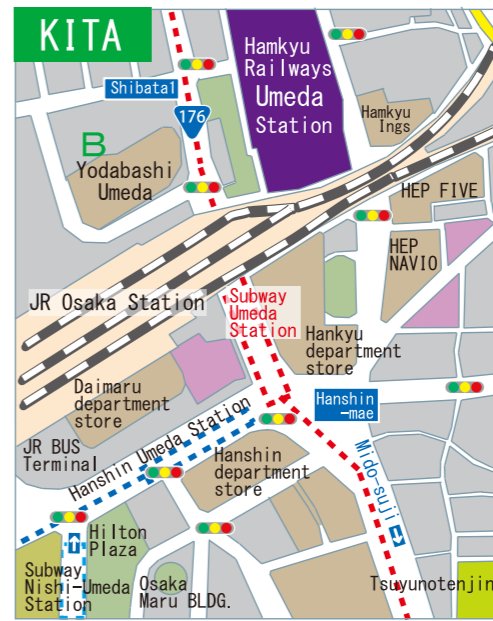 KITA
Hamkyu
Railways
Umeda
Station
Shibata1
176
Hamkyu
Ings
B
Yodabashi
Umeda
HEP FIVE
HEP
NAVIO
JR Osaka Station
Subway
Umeda
Station
Hankyu
department
store
Daimaru
department
store
Hanshin
-mae
Hanshin Umeda Station
JR BUS
Terminal
Hanshin
department
store
Mido-suji
Hilton
Plaza
Subway
Nishi-Umeda
Station
Osaka
Maru BLDG.
Tsuyunotenjin